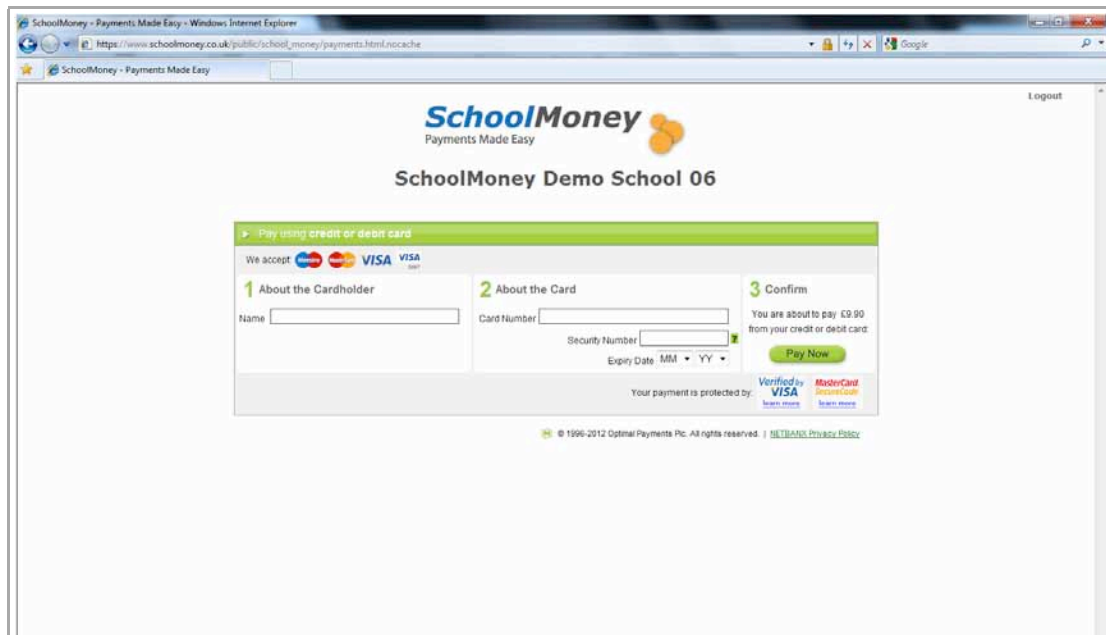 SchoolMoney - Payments Made Easy - Windows Internet Explorer
https://www.schoolmoney.co.uk/public/school_money/payments.html.nocache
Google
SchoolMoney - Payments Made Easy
Logout
SchoolMoney
Payments Made Easy
SchoolMoney Demo School 06
Pay using credit or debit card
We accept Maestro MasterCard VISA VISA
1 About the Cardholder
Name
2 About the Card
Card Number
Security Number ?
Expiry Date MM YY
3 Confirm
You are about to pay £9.90
from your credit or debit card:
Pay Now
Your payment is protected by:
Verified by
VISA
learn more
MasterCard
SecureCode
learn more
© 1996-2012 Optimal Payments Plc. All rights reserved. | NETBANX Privacy Policy